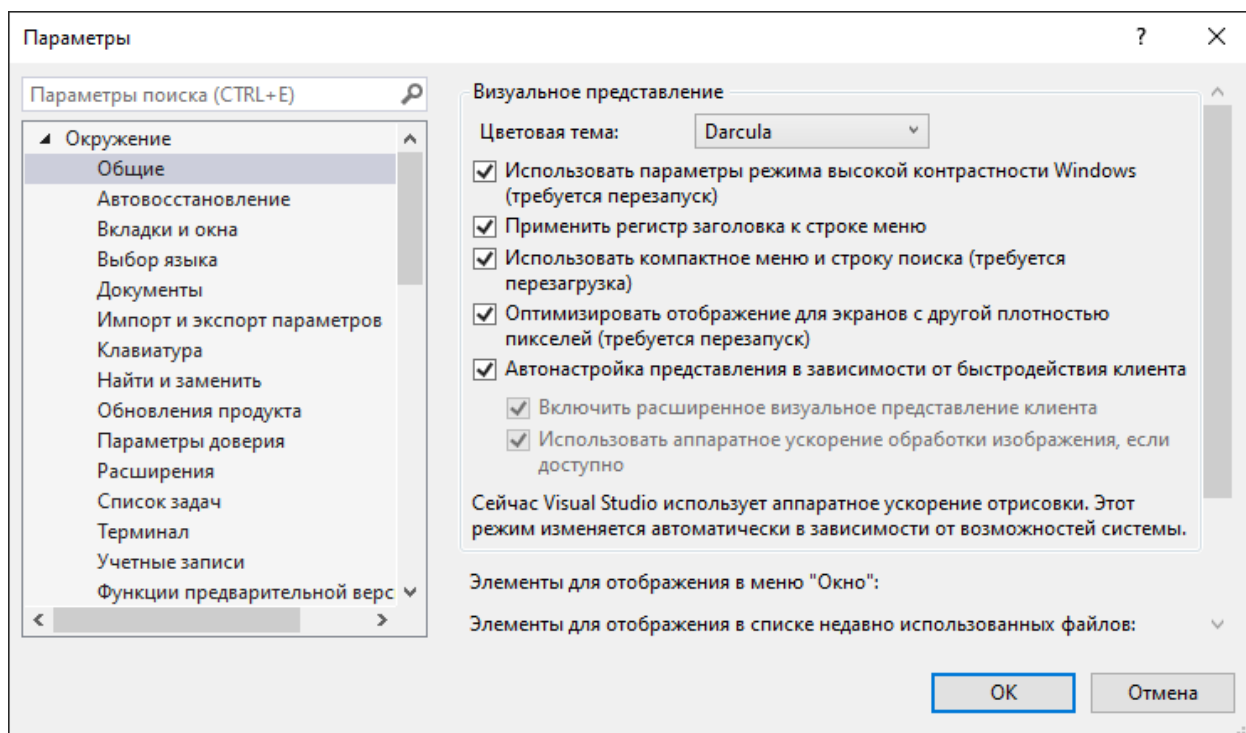 Параметры
?
Параметры поиска (CTRL+E)
Окружение
Общие
Автовосстановление
Вкладки и окна
Выбор языка
Документы
Импорт и экспорт параметров
Клавиатура
Найти и заменить
Обновления продукта
Параметры доверия
Расширения
Список задач
Терминал
Учетные записи
Функции предварительной верс
Визуальное представление
Цветовая тема:
Darcula
Использовать параметры режима высокой контрастности Windows
(требуется перезапуск)
Применить регистр заголовка к строке меню
Использовать компактное меню и строку поиска (требуется
перезагрузка)
Оптимизировать отображение для экранов с другой плотностью
пикселей (требуется перезапуск)
Автонастройка представления в зависимости от быстродействия клиента
Включить расширенное визуальное представление клиента
Использовать аппаратное ускорение обработки изображения, если
доступно
Сейчас Visual Studio использует аппаратное ускорение отрисовки. Этот
режим изменяется автоматически в зависимости от возможностей системы.
Элементы для отображения в меню "Окно":
Элементы для отображения в списке недавно использованных файлов:
ОК
Отмена